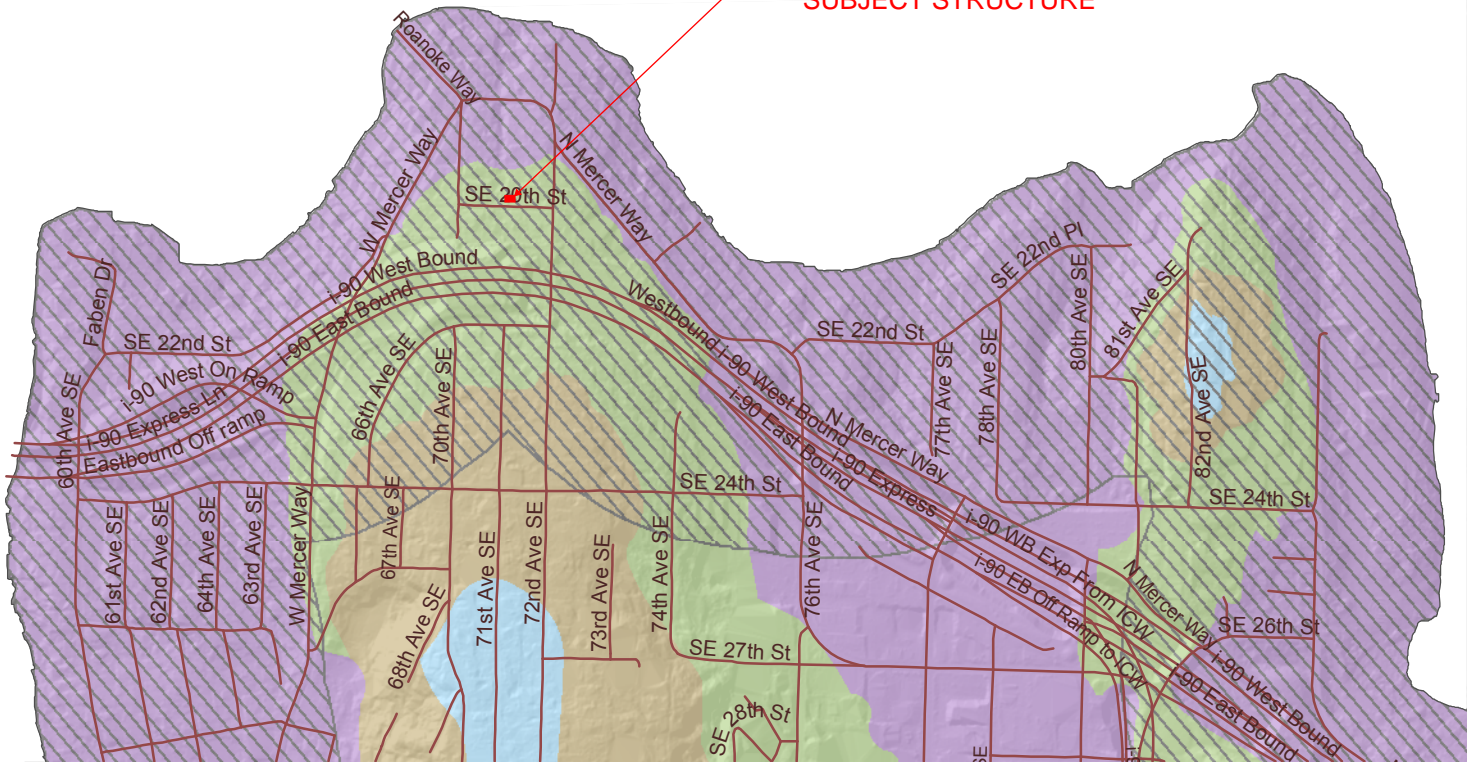 SUBJECT STRUCTURE
Roanoke Way
W Mercer Way
N Mercer Way
SE 20th St
i-90 West Bound
i-90 East Bound
Faben Dr
SE 22nd St
i-90 West On Ramp
i-90 Express Ln
Eastbound Off ramp
60th Ave SE
66th Ave SE
70th Ave SE
Westbound i-90 West Bound
i-90 East Bound
N Mercer Way
i-90 Express
SE 22nd St
SE 22nd Pl
77th Ave SE
78th Ave SE
80th Ave SE
81st Ave SE
82nd Ave SE
SE 24th St
SE 24th St
61st Ave SE
62nd Ave SE
64th Ave SE
63rd Ave SE
W Mercer Way
67th Ave SE
68th Ave SE
71st Ave SE
72nd Ave SE
73rd Ave SE
74th Ave SE
76th Ave SE
i-90 WB Exp From ICW
i-90 EB Off Ramp to ICW
N Mercer Way
SE 26th St
SE 27th St
SE 28th St
i-90 West Bound
i-90 East Bound
SE